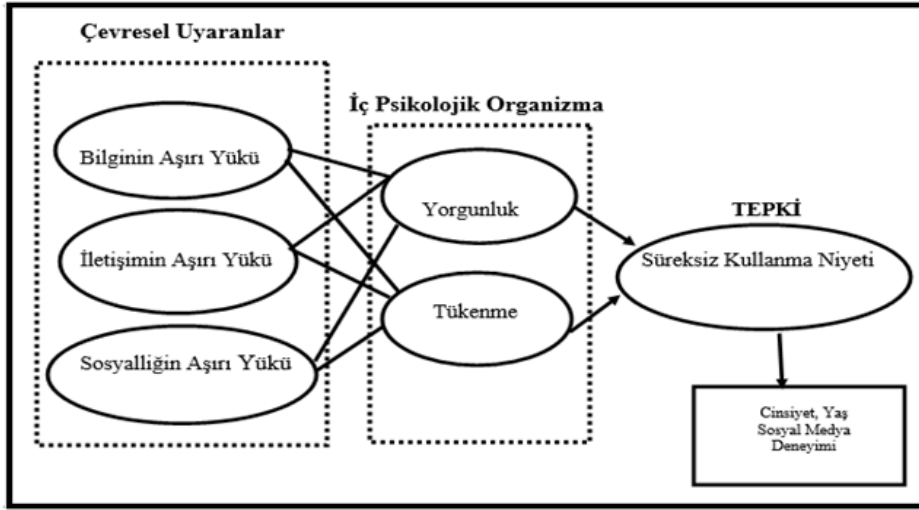 Çevresel Uyaranlar
Bilginin Aşırı Yükü
İletişimin Aşırı Yükü
Sosyalliğin Aşırı Yükü
İç Psikolojik Organizma
Yorgunluk
Tükenme
TEPKİ
Süreksiz Kullanma Niyeti
Cinsiyet, Yaş
Sosyal Medya
Deneyimi